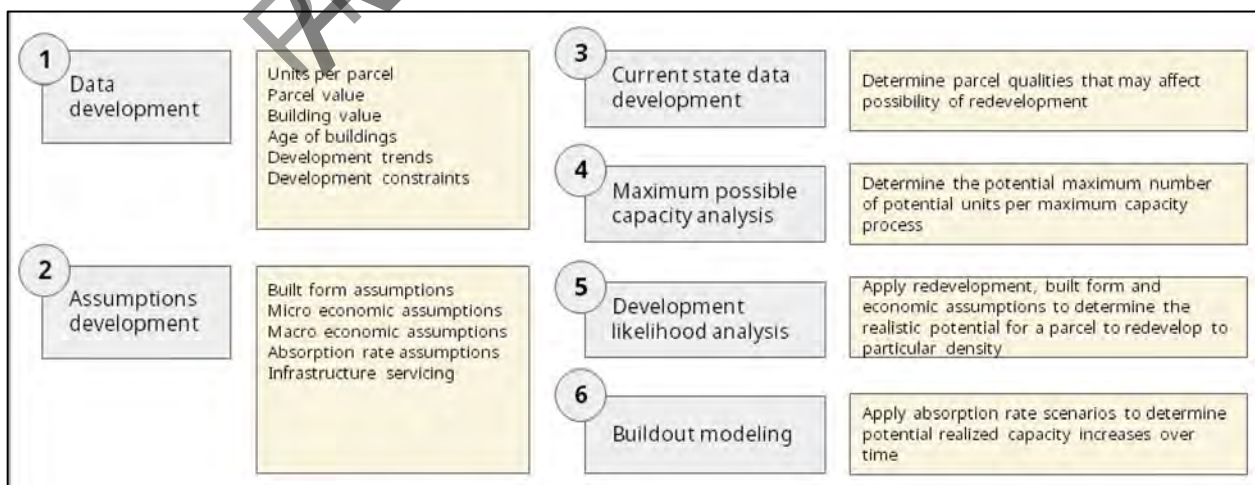 1
Data
development
Units per parcel
Parcel value
Building value
Age of buildings
Development trends
Development constraints
2
Assumptions
development
Built form assumptions
Micro economic assumptions
Macro economic assumptions
Absorption rate assumptions
Infrastructure servicing
3
Current state data
development
Determine parcel qualities that may affect
possibility of redevelopment
4
Maximum possible
capacity analysis
Determine the potential maximum number
of potential units per maximum capacity
process
5
Development
likelihood analysis
Apply redevelopment, built form and
economic assumptions to determine the
realistic potential for a parcel to redevelop to
particular density
6
Buildout modeling
Apply absorption rate scenarios to determine
potential realized capacity increases over
time